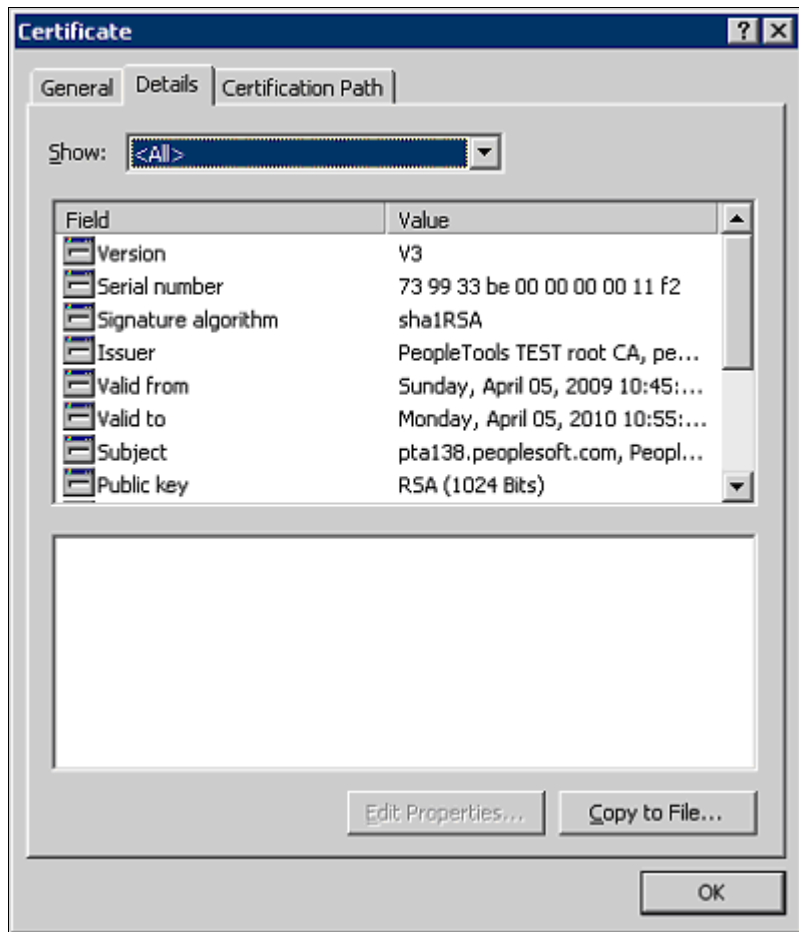 Certificate
General Details Certification Path
Show: <All>
Field Value
Version V3
Serial number 73 99 33 be 00 00 00 00 11 f2
Signature algorithm sha1RSA
Issuer PeopleTools TEST root CA, pe...
Valid from Sunday, April 05, 2009 10:45:...
Valid to Monday, April 05, 2010 10:55:...
Subject pta138.peoplesoft.com, Peopl...
Public key RSA (1024 Bits)
Edit Properties... Copy to File...
OK